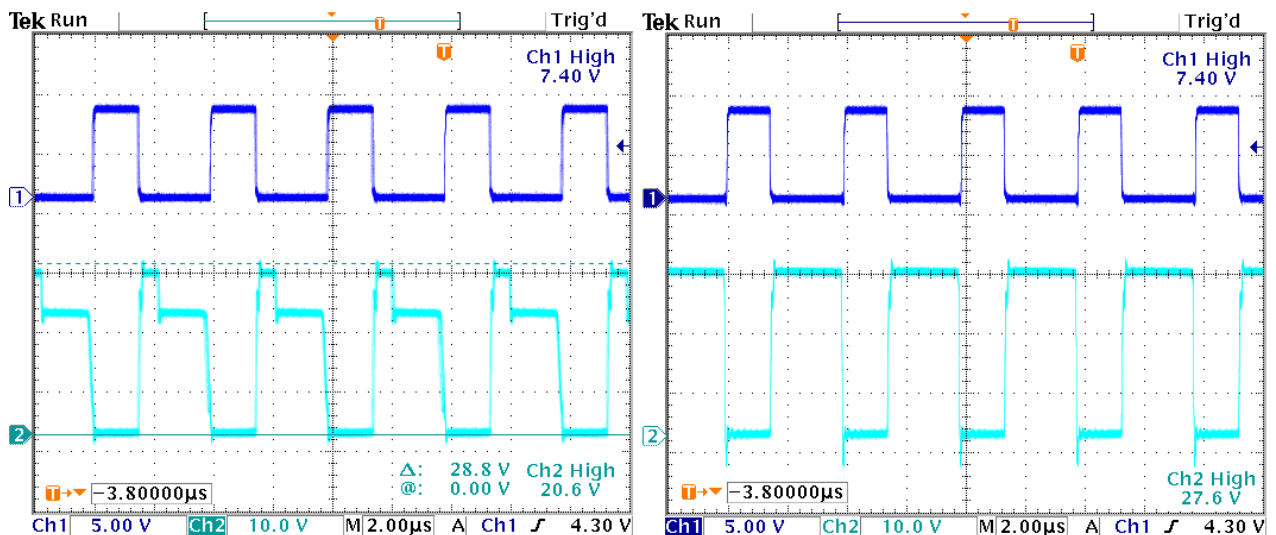 Tek Run Trig'd
T
T
Ch1 High
7.40 V
1
2
Δ: 28.8 V
@: 0.00 V
Ch2 High
20.6 V
T→▼ −3.80000µs
Ch1 5.00 V Ch2 10.0 V M 2.00µs A Ch1 ∫ 4.30 V
Tek Run Trig'd
T
T
Ch1 High
7.40 V
1
2
Ch2 High
27.6 V
T→▼ −3.80000µs
Ch1 5.00 V Ch2 10.0 V M 2.00µs A Ch1 ∫ 4.30 V